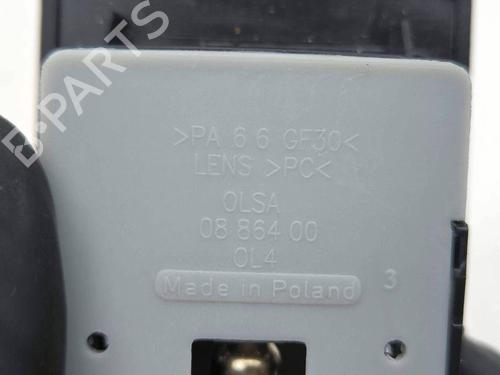 >PA 6 6 GF30<
LENS >PC<
OLSA
08 864 00
OL4
Made in Poland
3
B-PARTS